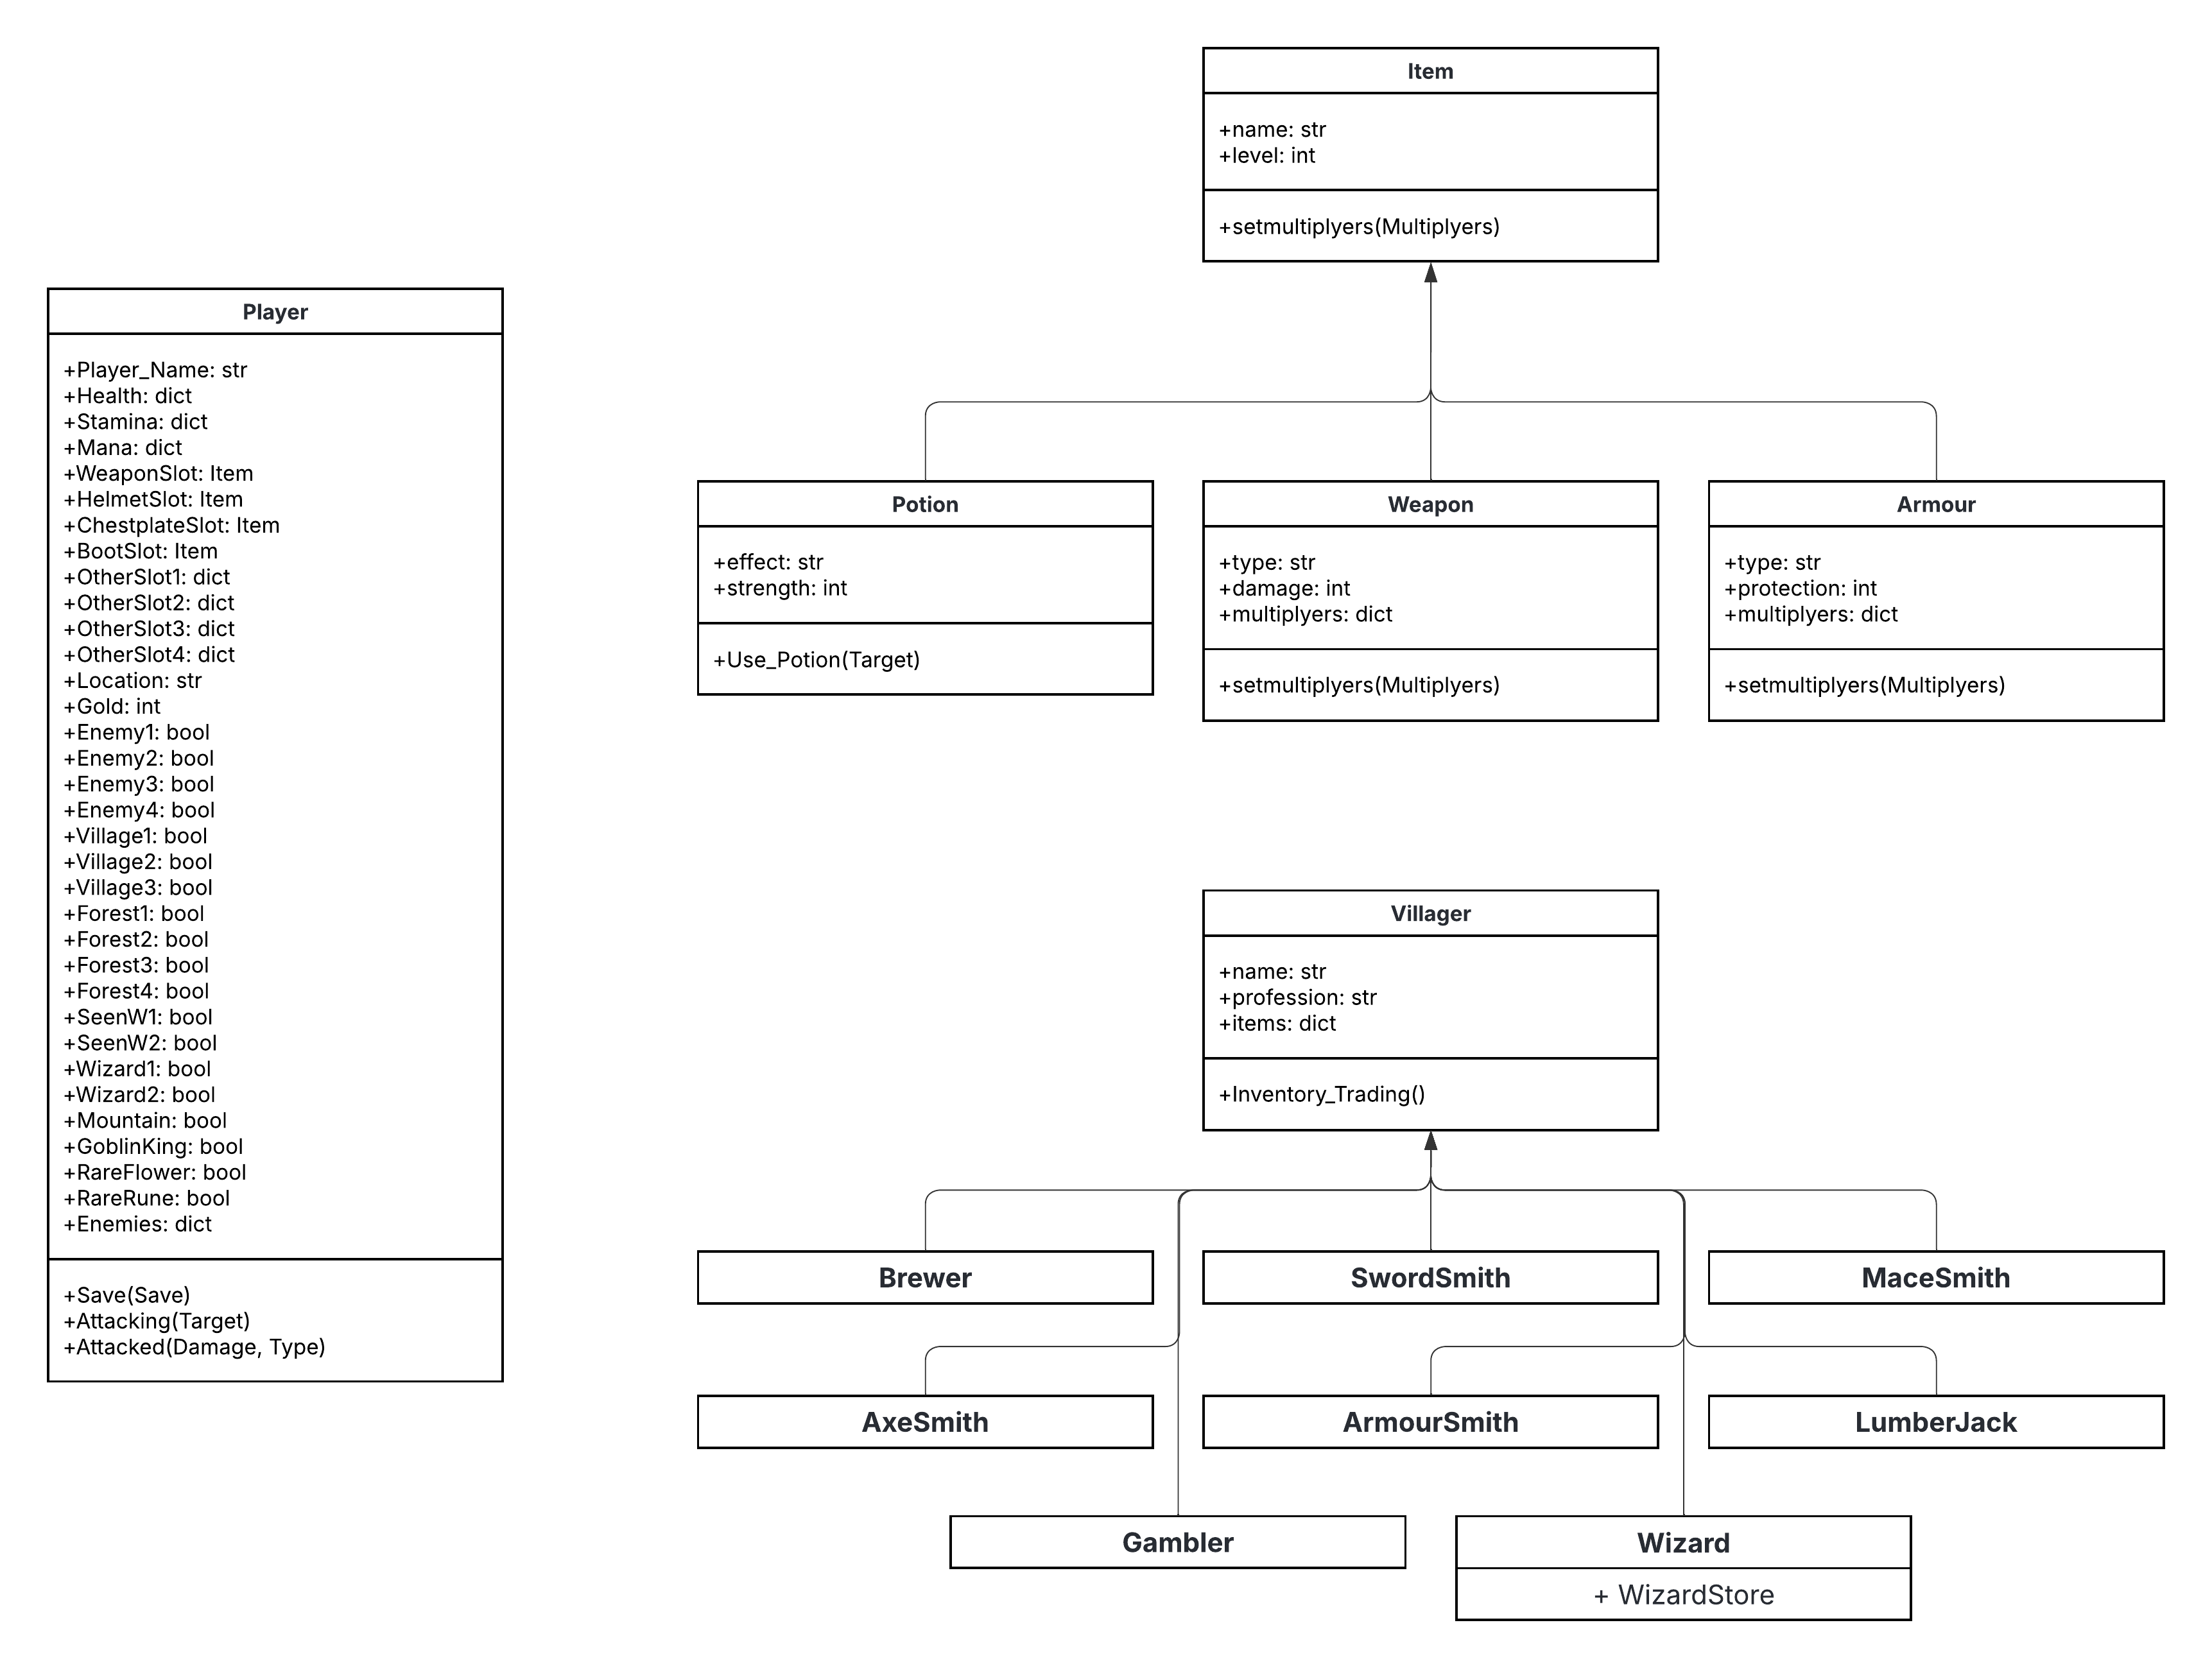 Item
+name: str
+level: int
+setmultiplyers(Multiplyers)
Player
+Player_Name: str
+Health: dict
+Stamina: dict
+Mana: dict
+WeaponSlot: Item
+HelmetSlot: Item
+ChestplateSlot: Item
+BootSlot: Item
+OtherSlot1: dict
+OtherSlot2: dict
+OtherSlot3: dict
+OtherSlot4: dict
+Location: str
+Gold: int
+Enemy1: bool
+Enemy2: bool
+Enemy3: bool
+Enemy4: bool
+Village1: bool
+Village2: bool
+Village3: bool
+Forest1: bool
+Forest2: bool
+Forest3: bool
+Forest4: bool
+SeenW1: bool
+SeenW2: bool
+Wizard1: bool
+Wizard2: bool
+Mountain: bool
+GoblinKing: bool
+RareFlower: bool
+RareRune: bool
+Enemies: dict
+Save(Save)
+Attacking(Target)
+Attacked(Damage, Type)
Potion
+effect: str
+strength: int
+Use_Potion(Target)
Weapon
+type: str
+damage: int
+multiplyers: dict
+setmultiplyers(Multiplyers)
Armour
+type: str
+protection: int
+multiplyers: dict
+setmultiplyers(Multiplyers)
Villager
+name: str
+profession: str
+items: dict
+Inventory_Trading()
Brewer
SwordSmith
MaceSmith
AxeSmith
ArmourSmith
LumberJack
Gambler
Wizard
+ WizardStore